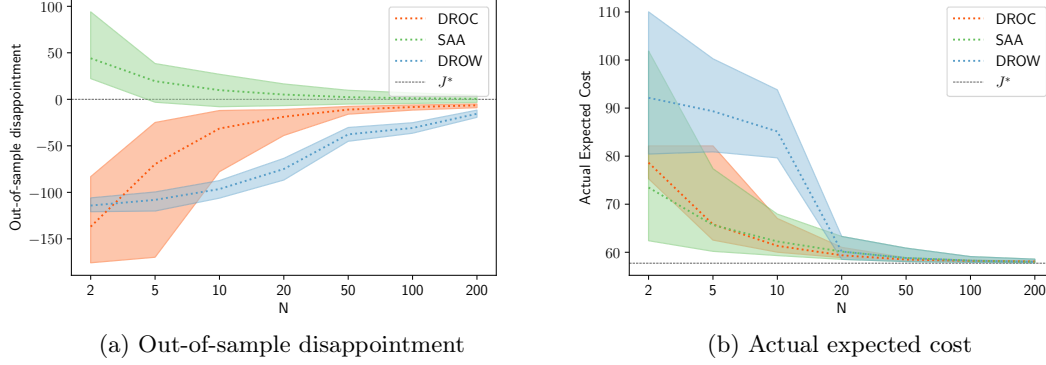 100
50
0
−50
−100
−150
Out-of-sample disappointment
2 5 10 20 50 100 200
N
DROC
SAA
DROW
J*
(a) Out-of-sample disappointment
110
100
90
80
70
60
Actual Expected Cost
2 5 10 20 50 100 200
N
DROC
SAA
DROW
J*
(b) Actual expected cost